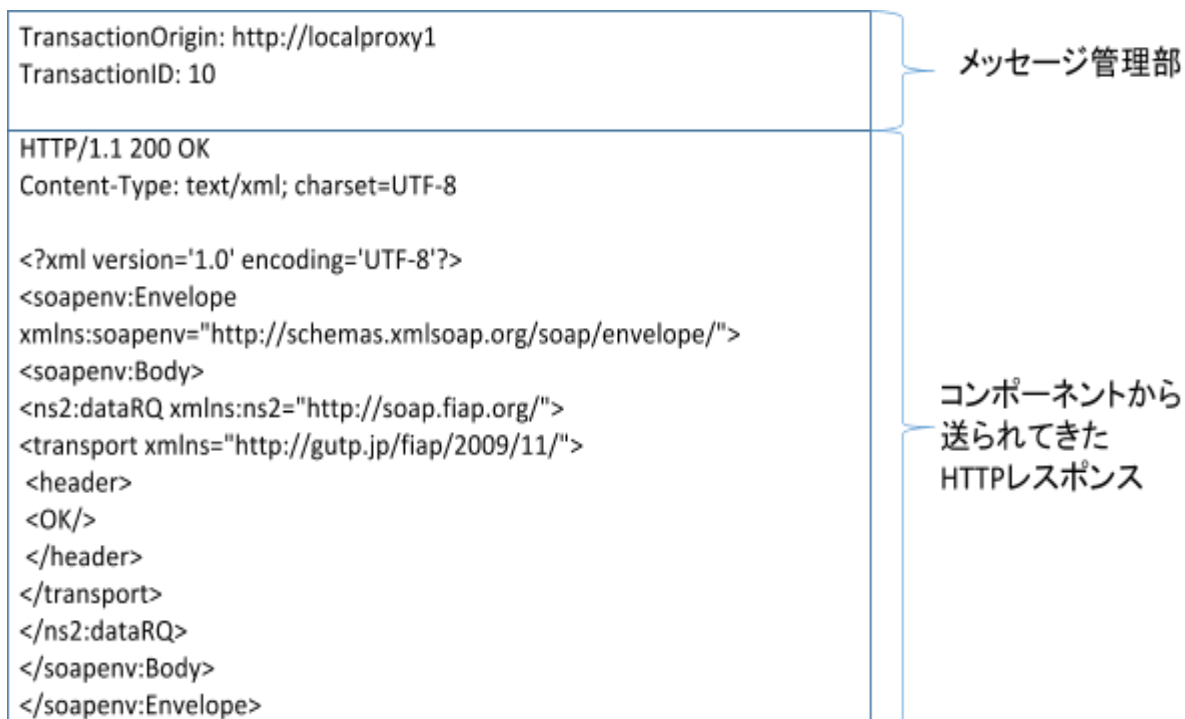 TransactionOrigin: http://localproxy1
TransactionID: 10
メッセージ管理部
HTTP/1.1 200 OK
Content-Type: text/xml; charset=UTF-8
<?xml version='1.0' encoding='UTF-8'?>
<soapenv:Envelope
xmlns:soapenv="http://schemas.xmlsoap.org/soap/envelope/">
<soapenv:Body>
<ns2:dataRQ xmlns:ns2="http://soap.fiap.org/">
<transport xmlns="http://gutp.jp/fiap/2009/11/">
<header>
<OK/>
</header>
</transport>
</ns2:dataRQ>
</soapenv:Body>
</soapenv:Envelope>
コンポーネントから
送られてきた
HTTPレスポンス